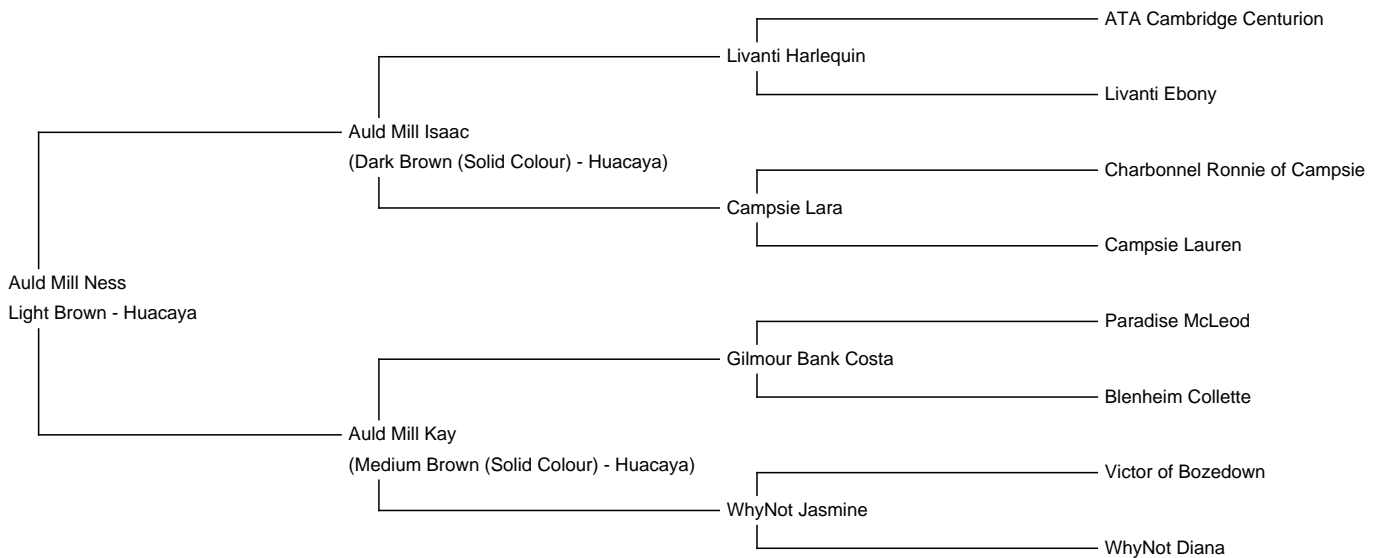 ATA Cambridge Centurion
Livanti Harlequin
Livanti Ebony
Auld Mill Isaac
(Dark Brown (Solid Colour) - Huacaya)
Charbonnel Ronnie of Campsie
Campsie Lara
Campsie Lauren
Auld Mill Ness
Light Brown - Huacaya
Paradise McLeod
Gilmour Bank Costa
Blenheim Collette
Auld Mill Kay
(Medium Brown (Solid Colour) - Huacaya)
Victor of Bozedown
WhyNot Jasmine
WhyNot Diana